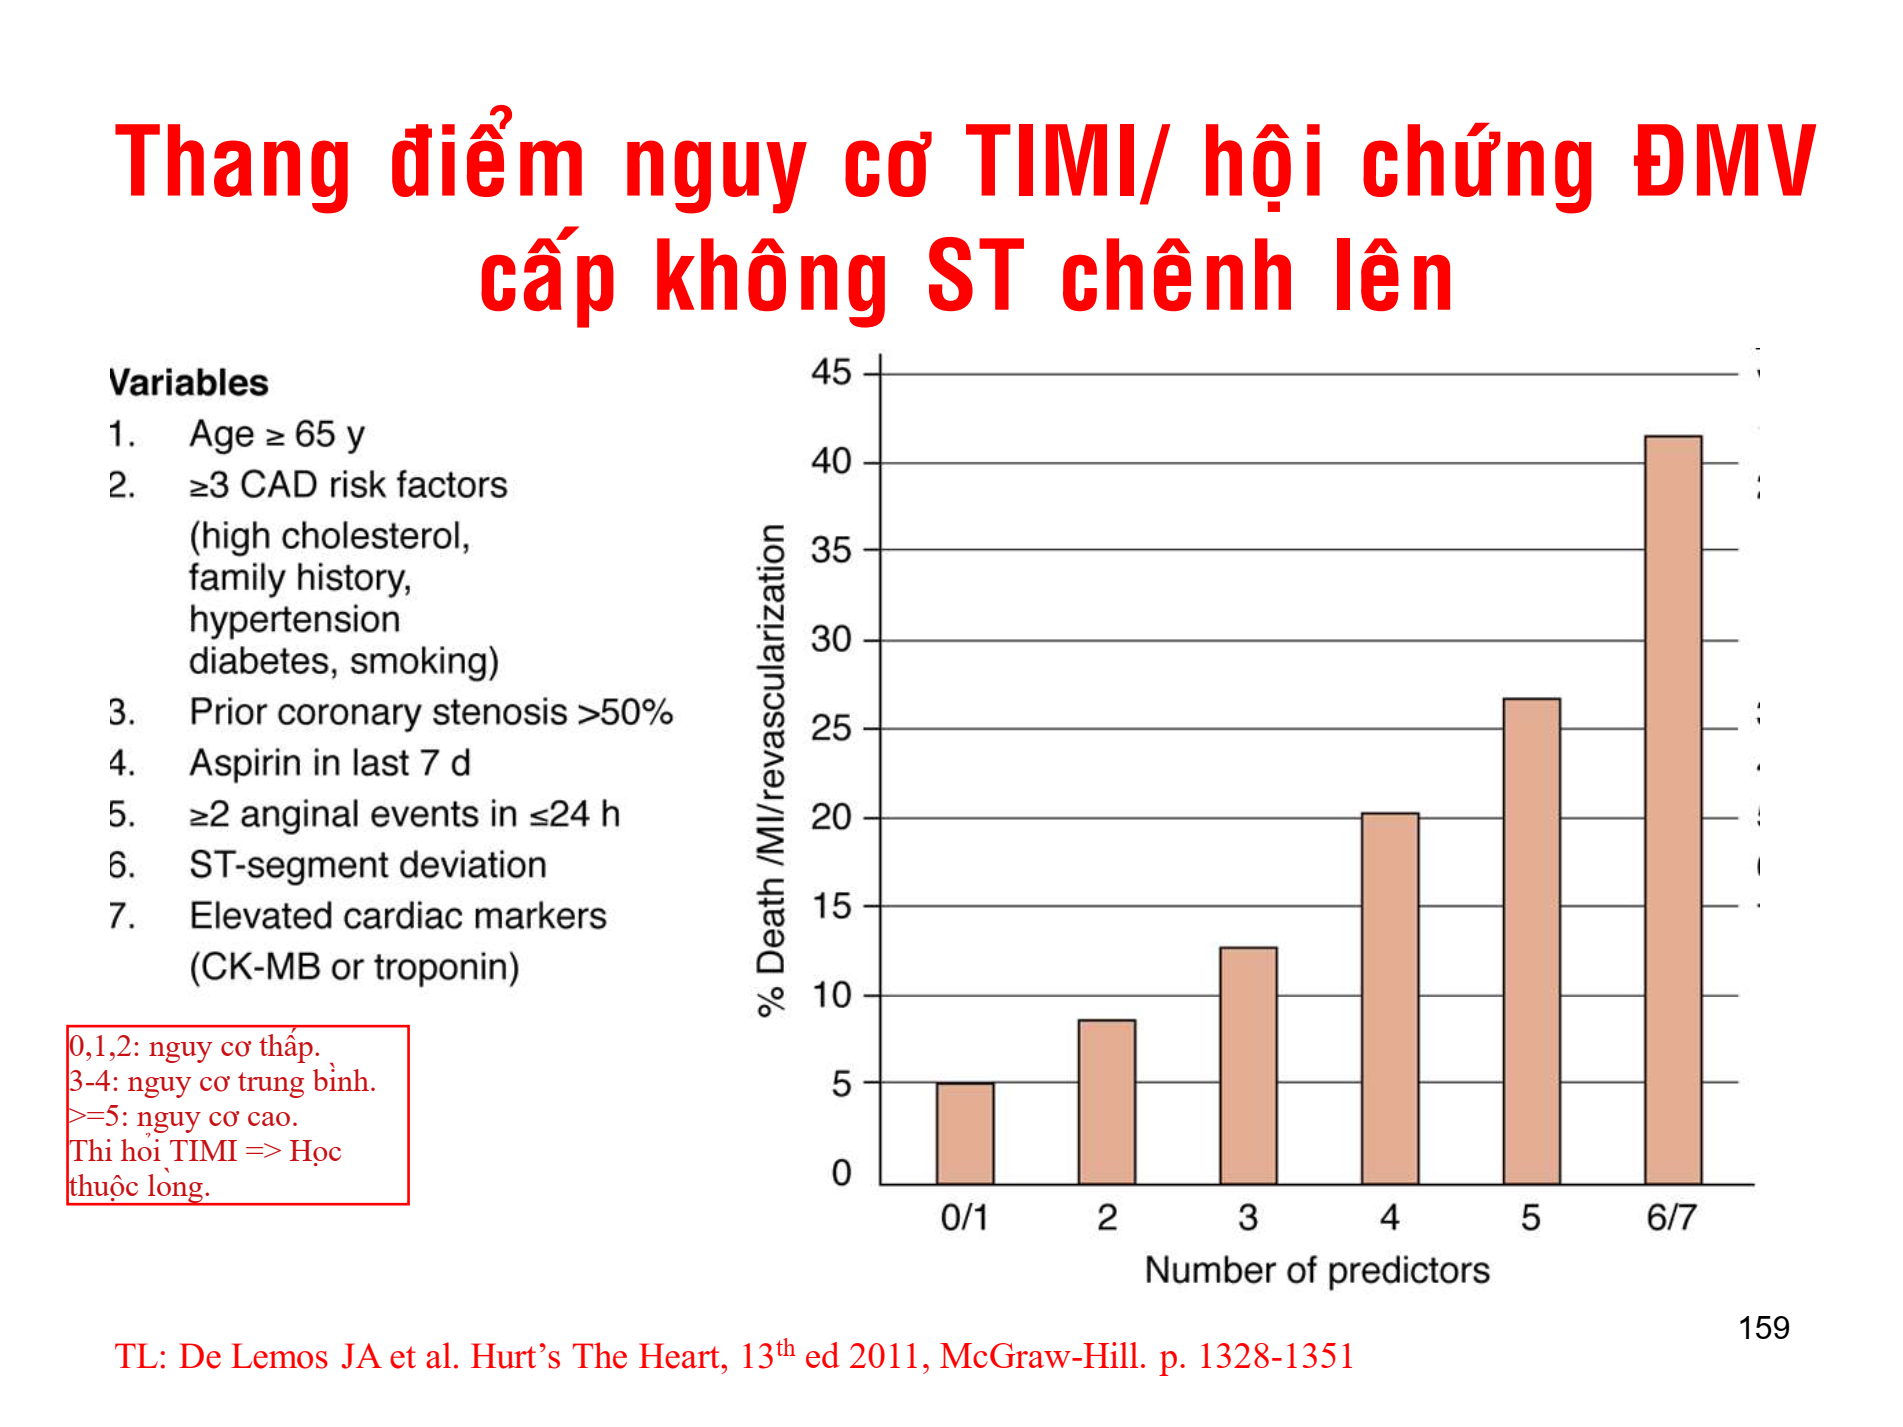 Thang điểm nguy cơ TIMI/ hội chứng ĐMV
cấp không ST chênh lên
Variables
1. Age ≥ 65 y
2. ≥3 CAD risk factors
(high cholesterol,
family history,
hypertension
diabetes, smoking)
3. Prior coronary stenosis >50%
4. Aspirin in last 7 d
5. ≥2 anginal events in ≤24 h
6. ST-segment deviation
7. Elevated cardiac markers
(CK-MB or troponin)
0,1,2: nguy cơ thấp.
3-4: nguy cơ trung bình.
>=5: nguy cơ cao.
Thi hỏi TIMI => Học
thuộc lòng.
% Death /MI/revascularization
45
40
35
30
25
20
15
10
5
0
0/1 2 3 4 5 6/7
Number of predictors
159
TL: De Lemos JA et al. Hurt’s The Heart, 13th ed 2011, McGraw-Hill. p. 1328-1351